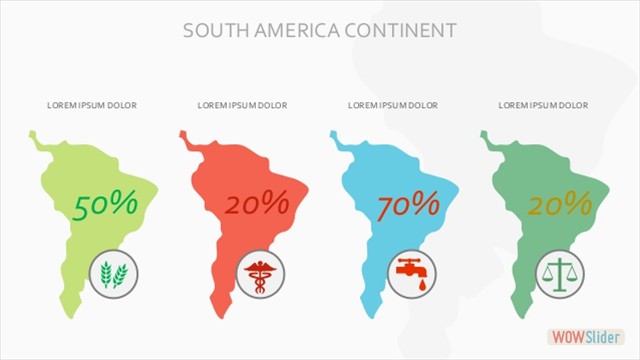 SOUTH AMERICA CONTINENT
LOREM IPSUM DOLOR
LOREM IPSUM DOLOR
LOREM IPSUM DOLOR
LOREM IPSUM DOLOR
50%
20%
70%
20%
WOWSlider